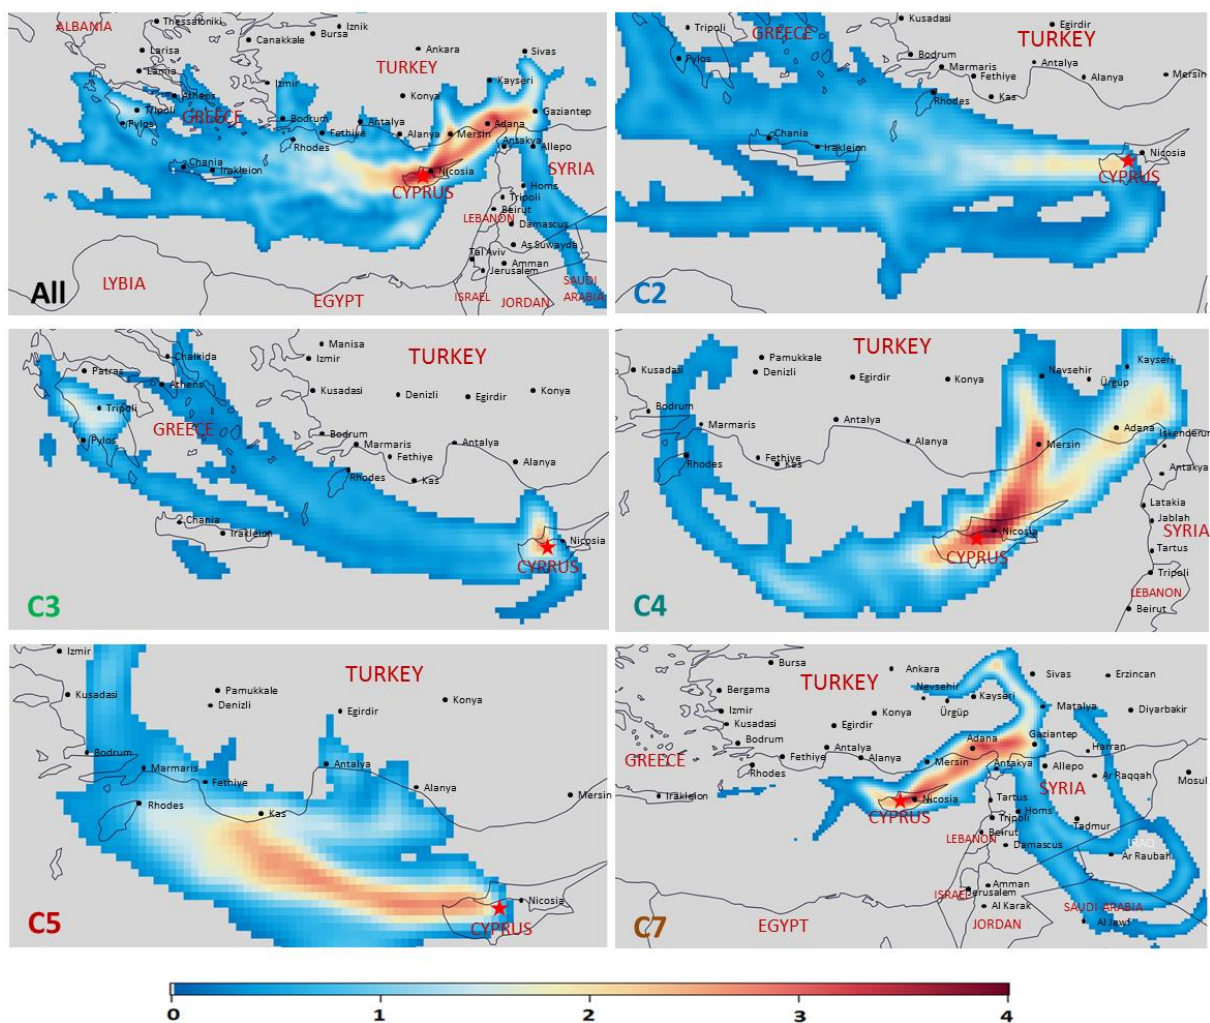 ALBANIA
Thessaloniki
Iznik
Canakkale
Bursa
Larisa
Ankara
Sivas
Lamia
TURKEY
Izmir
Kayseri
Athens
Konya
Tripoli
GREECE
Bodrum
Antalya
Adana
Gaziantep
Pylos
Fethiye
Alanya
Mersin
Rhodes
Antakya
Allepo
Chania
Irakleion
Nicosia
SYRIA
CYPRUS
Homs
Tripoli
Beirut
LEBANON
Damascus
As Suwayda
Tal Aviv
Amman
Jerusalem
All
LYBIA
EGYPT
ISRAEL
JORDAN
SAUDI
ARABIA
Kusadasi
Egirdir
Tripoli
GREECE
TURKEY
Pylos
Bodrum
Marmaris
Antalya
Fethiye
Alanya
Mersin
Rhodes
Kas
Chania
Irakleion
Nicosia
CYPRUS
C2
Manisa
Chalkida
Izmir
TURKEY
Patras
Athens
Kusadasi
Denizli
Egirdir
Konya
Tripoli
GREECE
Pylos
Bodrum
Marmaris
Antalya
Fethiye
Alanya
Rhodes
Kas
Chania
Irakleion
Nicosia
CYPRUS
C3
TURKEY
Kusadasi
Pamukkale
Denizli
Egirdir
Konya
Nevsehir
Kayseri
Ürgüp
Bodrum
Marmaris
Antalya
Adana
Iskenderun
Alanya
Mersin
Rhodes
Fethiye
Kas
Antakya
Latakia
Jablah
Nicosia
SYRIA
CYPRUS
Tartus
Tripoli
LEBANON
Beirut
C4
Izmir
TURKEY
Kusadasi
Pamukkale
Denizli
Konya
Egirdir
Bodrum
Marmaris
Antalya
Fethiye
Alanya
Mersin
Rhodes
Kas
Nicosia
CYPRUS
C5
Bursa
Ankara
Sivas
Erzincan
TURKEY
Bergama
Nevsehir
Kayseri
Izmir
Konya
Ürgüp
Matalya
Diyarbakir
Kusadasi
Egirdir
Bodrum
Antalya
Adana
Gaziantep
GREECE
Fethiye
Alanya
Mersin
Antakya
Harran
Rhodes
Allepo
Ar Raqqah
Mosul
Irakleion
Nicosia
Tartus
SYRIA
CYPRUS
Tripoli
Homs
Tadmur
LEBANON
Beirut
Damascus
IRAQ
Ar Raubah
ISRAEL
Amman
Jerusalem
Al Karak
SAUDI ARABIA
EGYPT
JORDAN
Al Jawf
C7
0 1 2 3 4